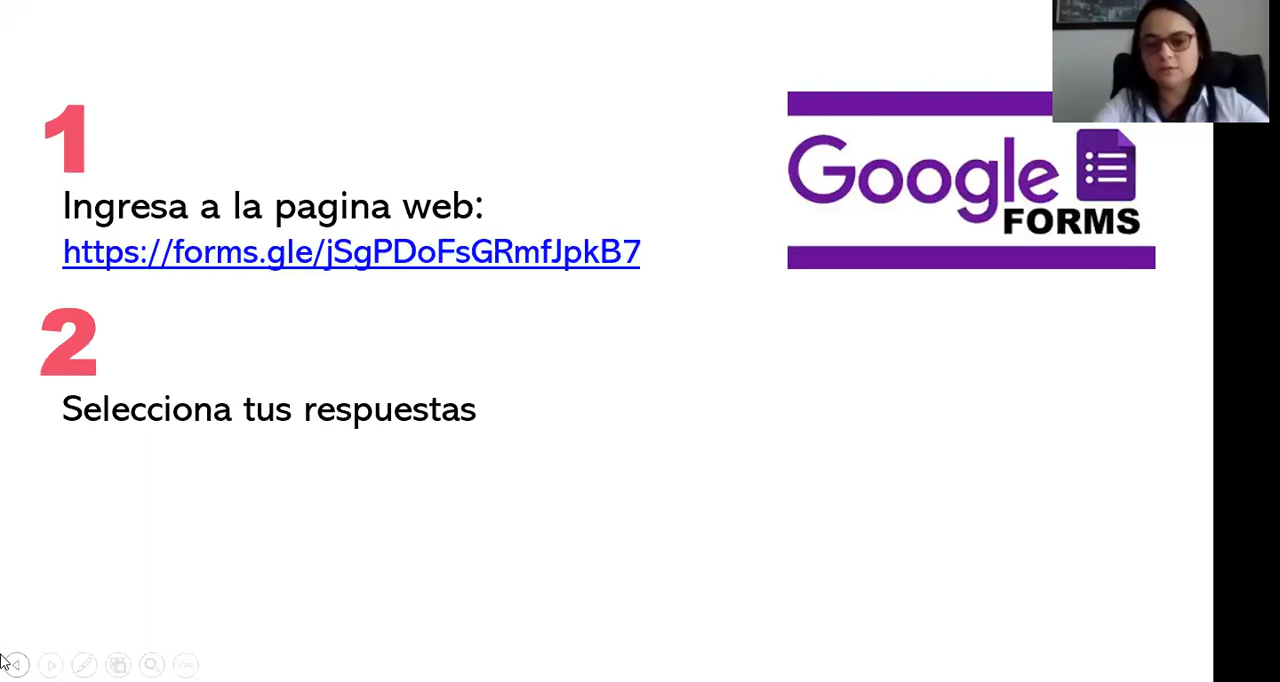 1
Ingresa a la pagina web:
https://forms.gle/jSgPDoFsGRmfJpkB7
Google
FORMS
2
Selecciona tus respuestas